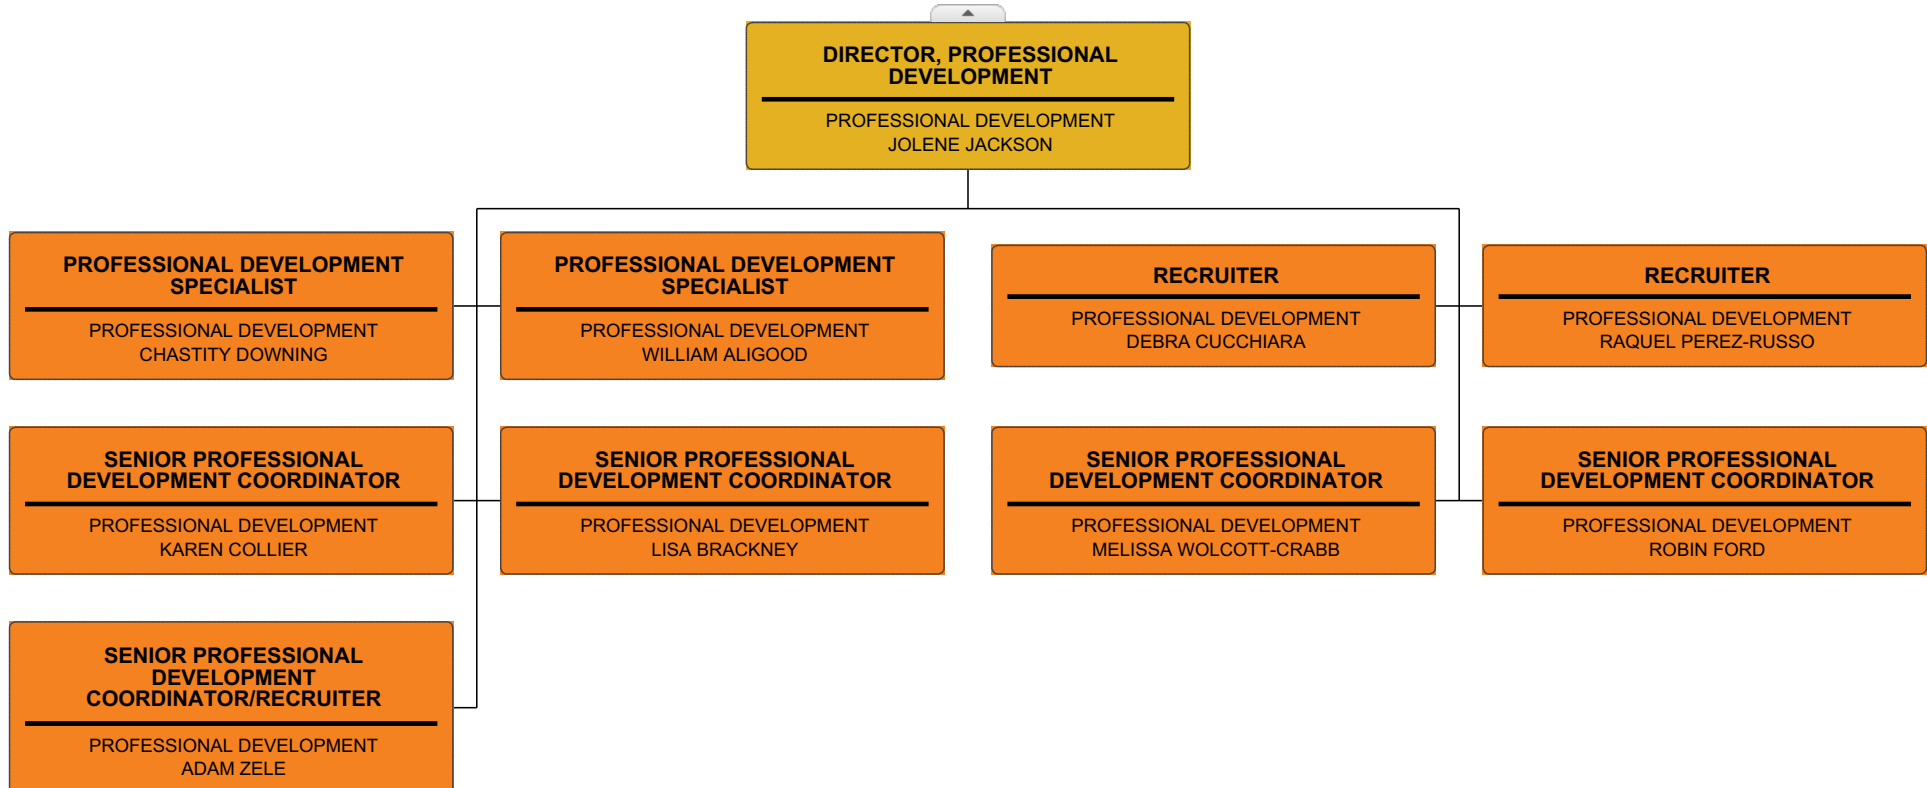 DIRECTOR, PROFESSIONAL
DEVELOPMENT
PROFESSIONAL DEVELOPMENT
JOLENE JACKSON
PROFESSIONAL DEVELOPMENT
SPECIALIST
PROFESSIONAL DEVELOPMENT
CHASTITY DOWNING
PROFESSIONAL DEVELOPMENT
SPECIALIST
PROFESSIONAL DEVELOPMENT
WILLIAM ALIGOOD
RECRUITER
PROFESSIONAL DEVELOPMENT
DEBRA CUCCHIARA
RECRUITER
PROFESSIONAL DEVELOPMENT
RAQUEL PEREZ-RUSSO
SENIOR PROFESSIONAL
DEVELOPMENT COORDINATOR
PROFESSIONAL DEVELOPMENT
KAREN COLLIER
SENIOR PROFESSIONAL
DEVELOPMENT COORDINATOR
PROFESSIONAL DEVELOPMENT
LISA BRACKNEY
SENIOR PROFESSIONAL
DEVELOPMENT COORDINATOR
PROFESSIONAL DEVELOPMENT
MELISSA WOLCOTT-CRABB
SENIOR PROFESSIONAL
DEVELOPMENT COORDINATOR
PROFESSIONAL DEVELOPMENT
ROBIN FORD
SENIOR PROFESSIONAL
DEVELOPMENT
COORDINATOR/RECRUITER
PROFESSIONAL DEVELOPMENT
ADAM ZELE